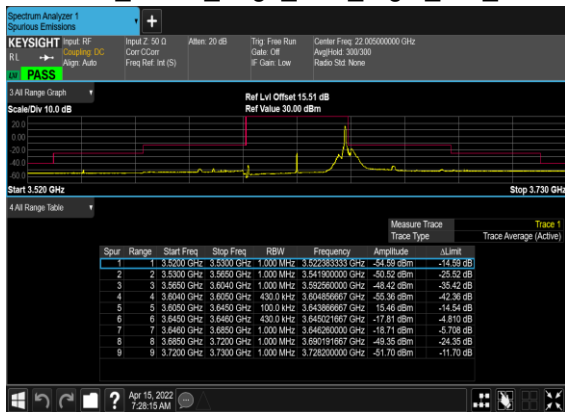 Spectrum Analyzer 1
Spurious Emissions
KEYSIGHT Input: RF Input Z: 50 Ω Atten: 20 dB Trig: Free Run Center Freq: 22.005000000 GHz
RL Coupling: DC Corr CCorr Gate: Off Avg|Hold: 300/300
Align: Auto Freq Ref: Int (S) IF Gain: Low Radio Std: None
PASS
3 All Range Graph Ref Lvl Offset 15.51 dB
Scale/Div 10.0 dB Ref Value 30.00 dBm
20.0
0.00
-20.0
-40.0
-60.0
Start 3.520 GHz Stop 3.730 GHz
4 All Range Table
Measure Trace Trace 1
Trace Type Trace Average (Active)
Spur Range Start Freq Stop Freq RBW Frequency Amplitude ΔLimit
1 1 3.5200 GHz 3.5300 GHz 1.000 MHz 3.522383333 GHz -54.59 dBm -14.59 dB
2 2 3.5300 GHz 3.5650 GHz 1.000 MHz 3.541900000 GHz -50.52 dBm -25.52 dB
3 3 3.5650 GHz 3.6040 GHz 1.000 MHz 3.592560000 GHz -48.42 dBm -35.42 dB
4 4 3.6040 GHz 3.6050 GHz 430.0 kHz 3.604856667 GHz -55.36 dBm -42.36 dB
5 5 3.6050 GHz 3.6450 GHz 100.0 kHz 3.643866667 GHz 15.46 dBm -14.54 dB
6 6 3.6450 GHz 3.6460 GHz 430.0 kHz 3.645021667 GHz -17.81 dBm -4.810 dB
7 7 3.6460 GHz 3.6850 GHz 1.000 MHz 3.646260000 GHz -18.71 dBm -5.708 dB
8 8 3.6850 GHz 3.7200 GHz 1.000 MHz 3.690191667 GHz -49.35 dBm -24.35 dB
9 9 3.7200 GHz 3.7300 GHz 1.000 MHz 3.728200000 GHz -51.70 dBm -11.70 dB
? Apr 15, 2022
7:28:15 AM